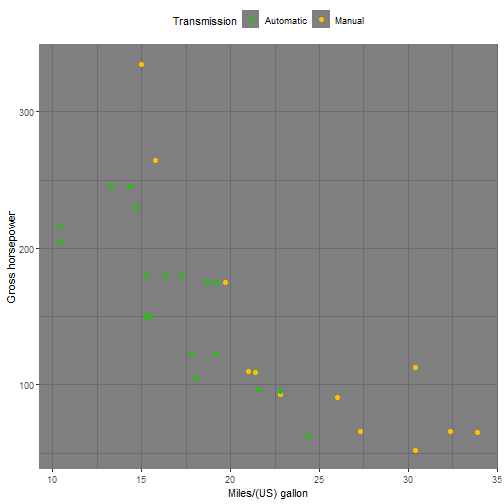 Transmission Automatic Manual
300
200
100
Gross horsepower
10 15 20 25 30 35
Miles/(US) gallon